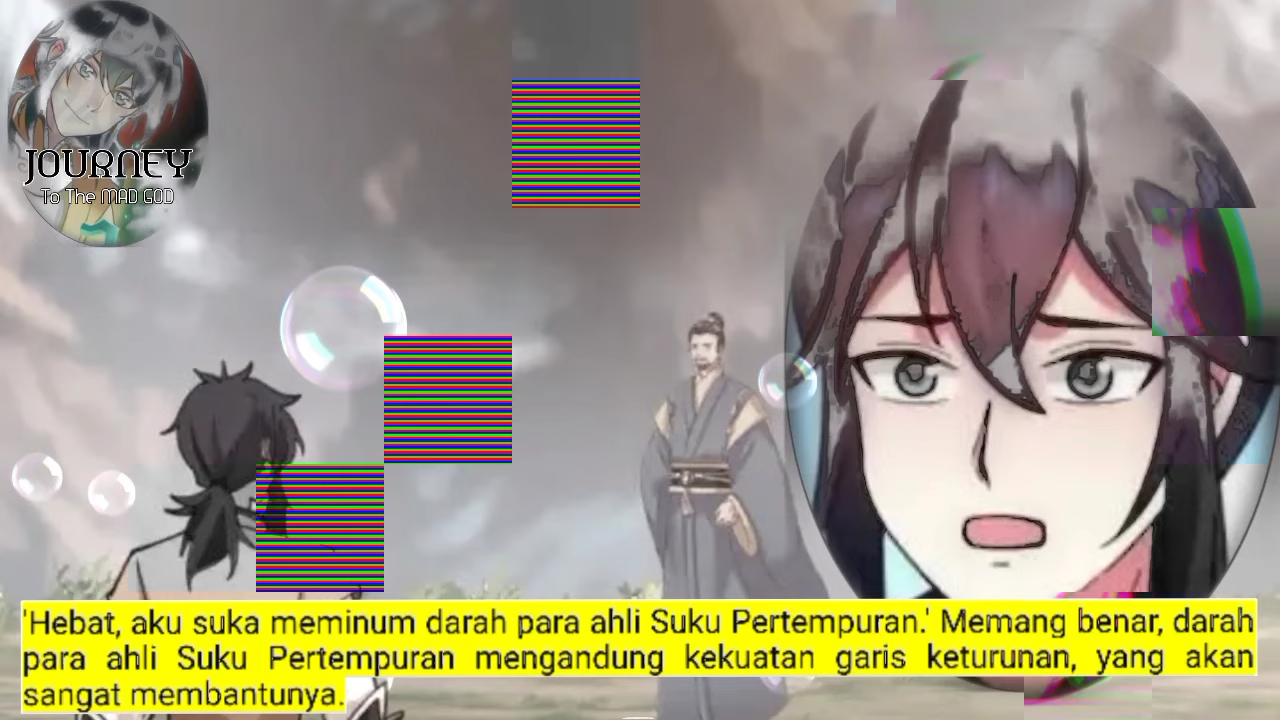 JOURNEY
To The MAD GOD
'Hebat, aku suka meminum darah para ahli Suku Pertempuran.' Memang benar, darah
para ahli Suku Pertempuran mengandung kekuatan garis keturunan, yang akan
sangat membantunya.